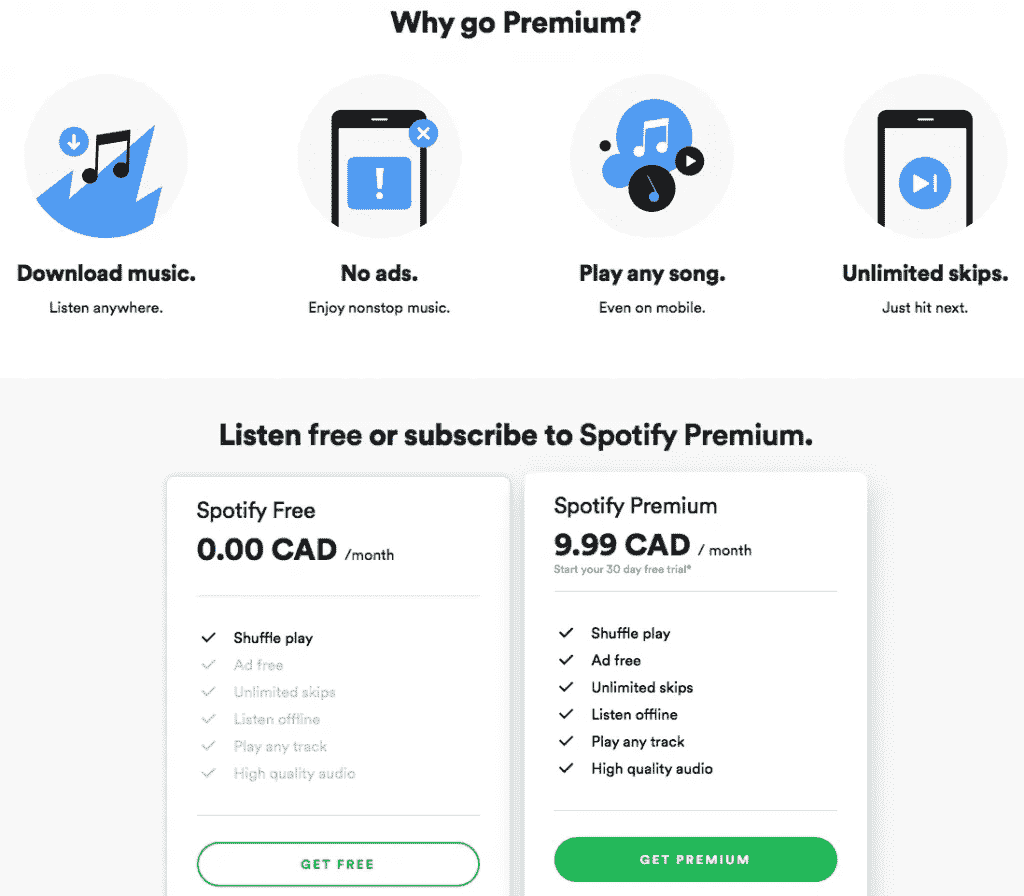 Why go Premium?
Download music.
Listen anywhere.
No ads.
Enjoy nonstop music.
Play any song.
Even on mobile.
Unlimited skips.
Just hit next.
Listen free or subscribe to Spotify Premium.
Spotify Free
0.00 CAD /month
Shuffle play
Ad free
Unlimited skips
Listen offline
Play any track
High quality audio
GET FREE
Spotify Premium
9.99 CAD / month
Start your 30 day free trial*
Shuffle play
Ad free
Unlimited skips
Listen offline
Play any track
High quality audio
GET PREMIUM